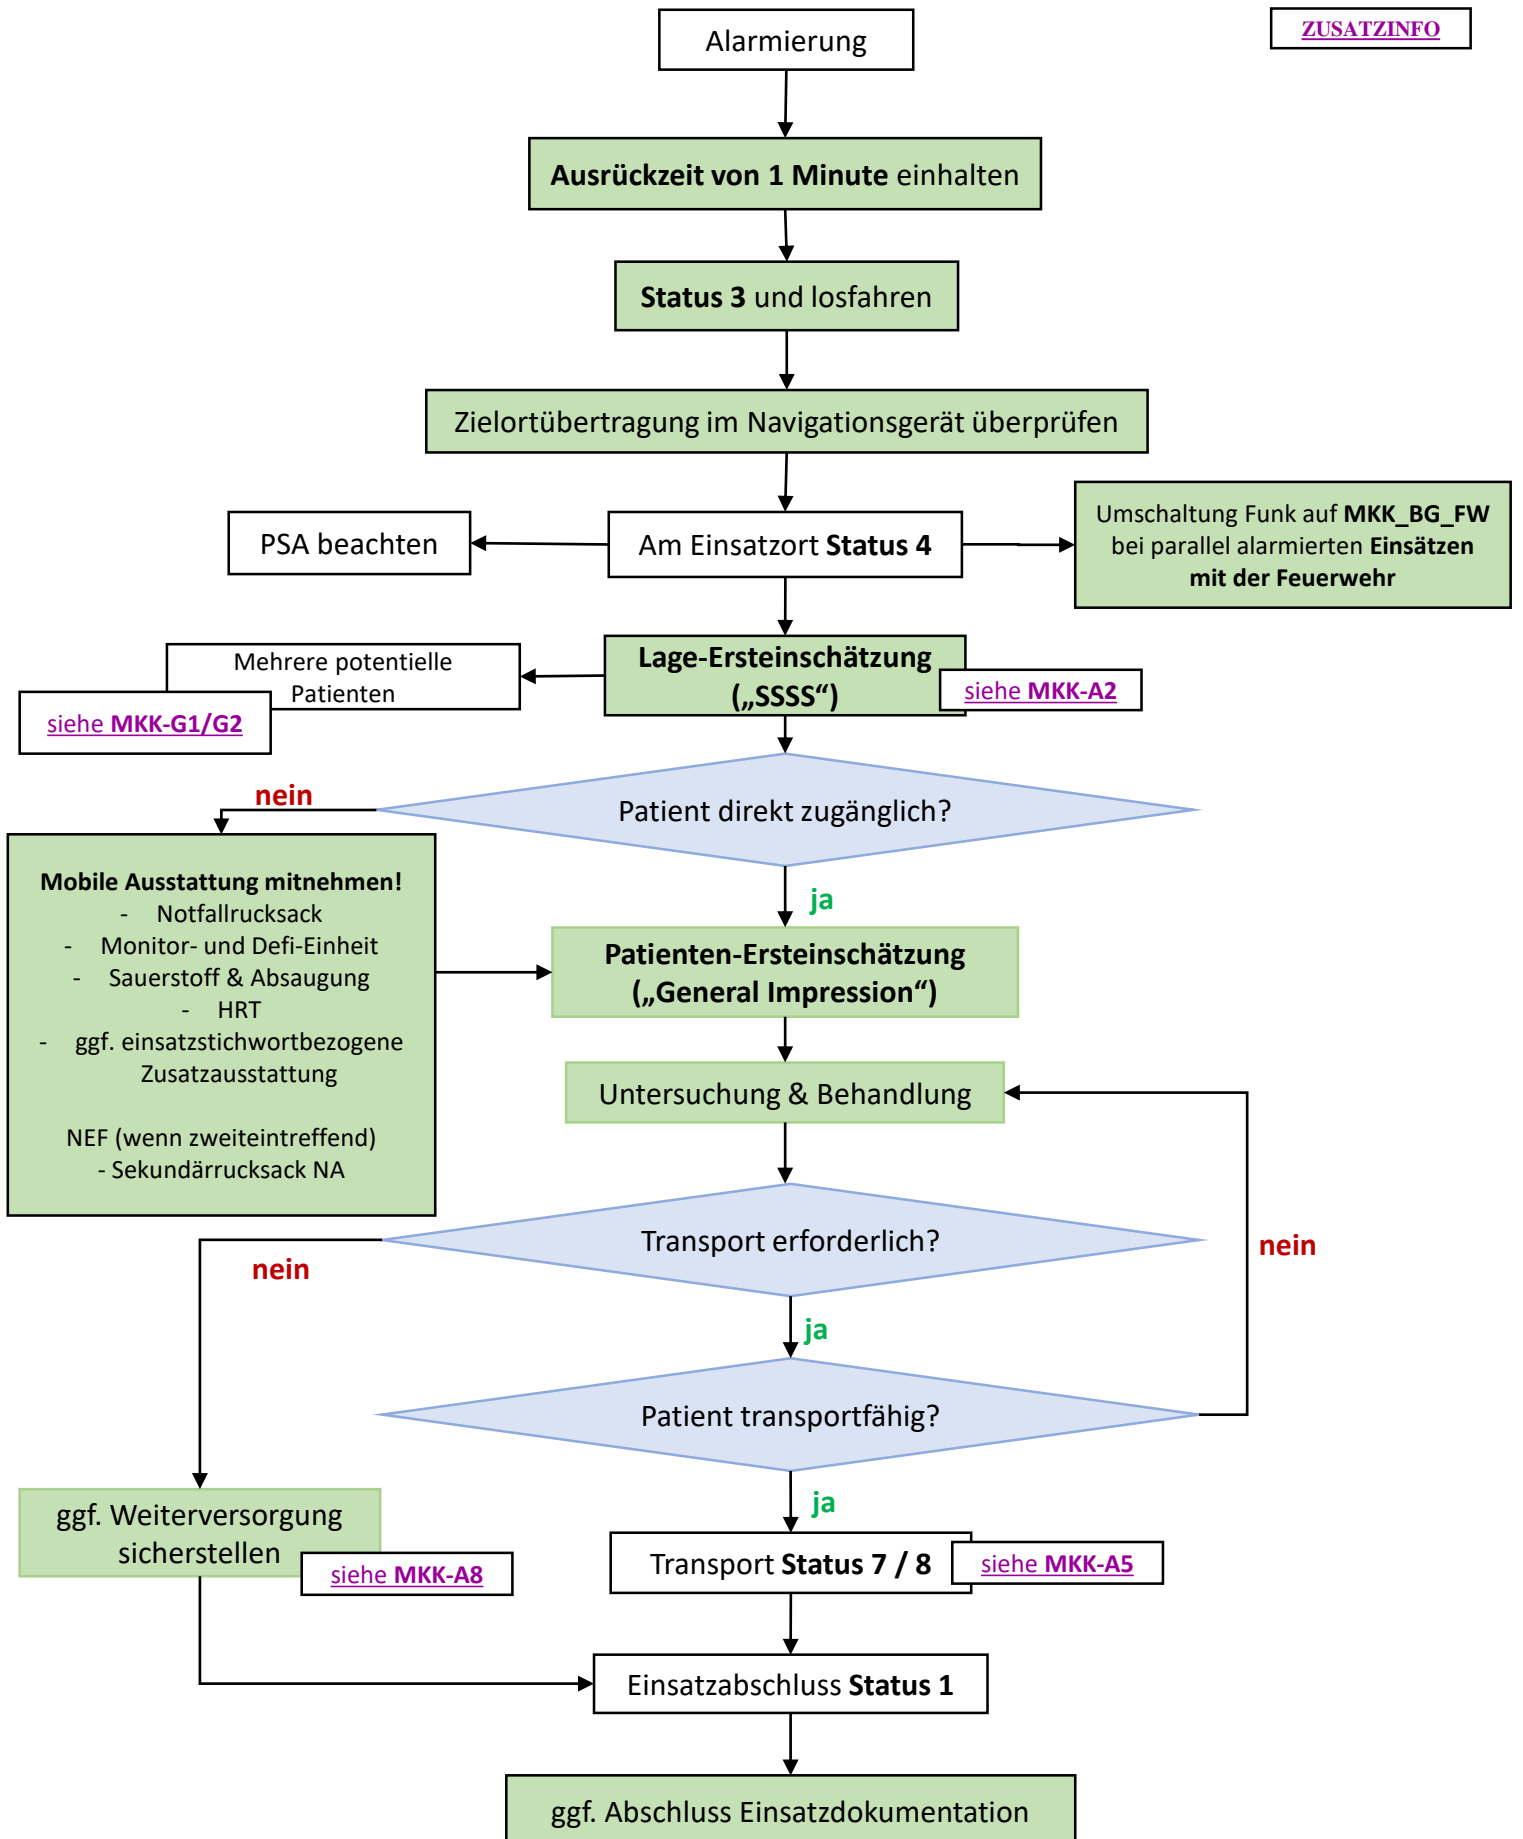 Alarmierung
ZUSATZINFO
Ausrückzeit von 1 Minute einhalten
Status 3 und losfahren
Zielortübertragung im Navigationsgerät überprüfen
PSA beachten
Am Einsatzort Status 4
Umschaltung Funk auf MKK_BG_FW
bei parallel alarmierten Einsätzen
mit der Feuerwehr
Mehrere potentielle
Patienten
siehe MKK-G1/G2
Lage-Ersteinschätzung
(„SSSS“)
siehe MKK-A2
Patient direkt zugänglich?
nein
ja
Mobile Ausstattung mitnehmen!
- Notfallrucksack
- Monitor- und Defi-Einheit
- Sauerstoff & Absaugung
- HRT
- ggf. einsatzstichwortbezogene
Zusatzausstattung
NEF (wenn zweiteintreffend)
- Sekundärrucksack NA
Patienten-Ersteinschätzung
(„General Impression“)
Untersuchung & Behandlung
Transport erforderlich?
nein
nein
ja
Patient transportfähig?
ja
ggf. Weiterversorgung
sicherstellen
siehe MKK-A8
Transport Status 7 / 8
siehe MKK-A5
Einsatzabschluss Status 1
ggf. Abschluss Einsatzdokumentation